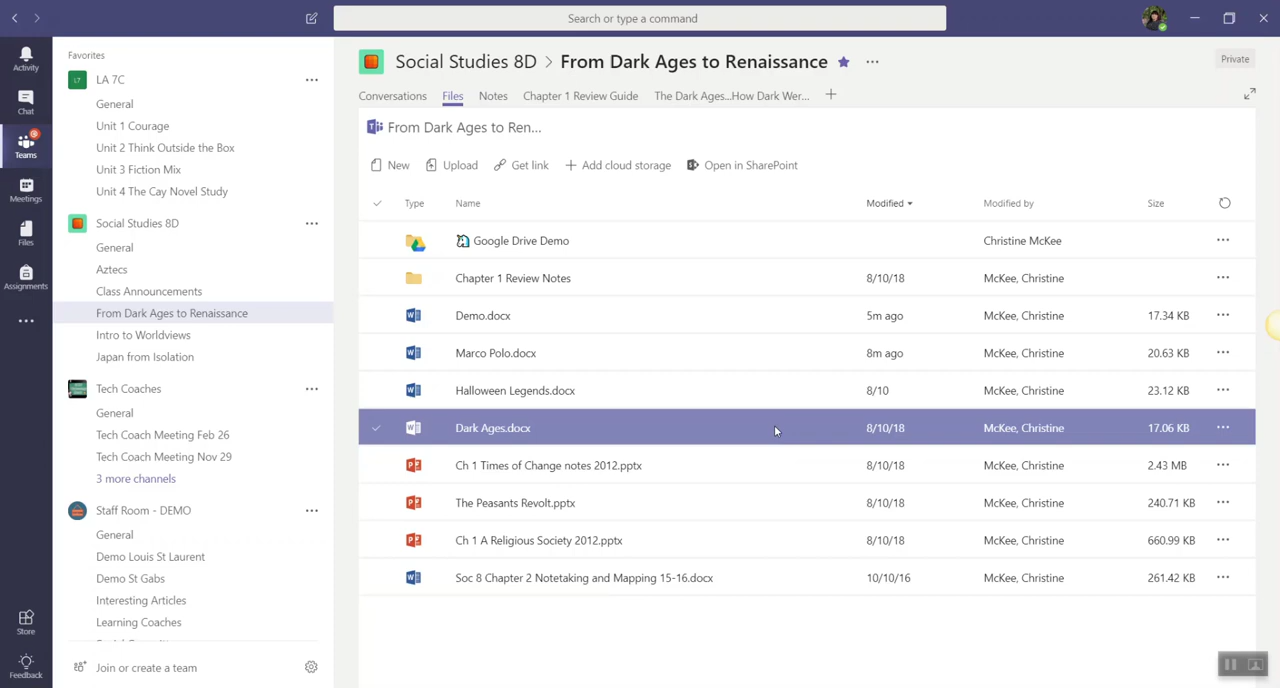 Search or type a command
Activity
Chat
Teams
Meetings
Files
Assignments
Store
Feedback
Favorites
L7 LA 7C
General
Unit 1 Courage
Unit 2 Think Outside the Box
Unit 3 Fiction Mix
Unit 4 The Cay Novel Study
Social Studies 8D
General
Aztecs
Class Announcements
From Dark Ages to Renaissance
Intro to Worldviews
Japan from Isolation
Tech Coaches
General
Tech Coach Meeting Feb 26
Tech Coach Meeting Nov 29
3 more channels
Staff Room - DEMO
General
Demo Louis St Laurent
Demo St Gabs
Interesting Articles
Learning Coaches
Join or create a team
Social Studies 8D > From Dark Ages to Renaissance
Private
Conversations Files Notes Chapter 1 Review Guide The Dark Ages...How Dark Wer...
From Dark Ages to Ren...
New Upload Get link Add cloud storage Open in SharePoint
Type Name Modified Modified by Size
Google Drive Demo Christine McKee
Chapter 1 Review Notes 8/10/18 McKee, Christine
Demo.docx 5m ago McKee, Christine 17.34 KB
Marco Polo.docx 8m ago McKee, Christine 20.63 KB
Halloween Legends.docx 8/10 McKee, Christine 23.12 KB
Dark Ages.docx 8/10/18 McKee, Christine 17.06 KB
Ch 1 Times of Change notes 2012.pptx 8/10/18 McKee, Christine 2.43 MB
The Peasants Revolt.pptx 8/10/18 McKee, Christine 240.71 KB
Ch 1 A Religious Society 2012.pptx 8/10/18 McKee, Christine 660.99 KB
Soc 8 Chapter 2 Notetaking and Mapping 15-16.docx 10/10/16 McKee, Christine 261.42 KB